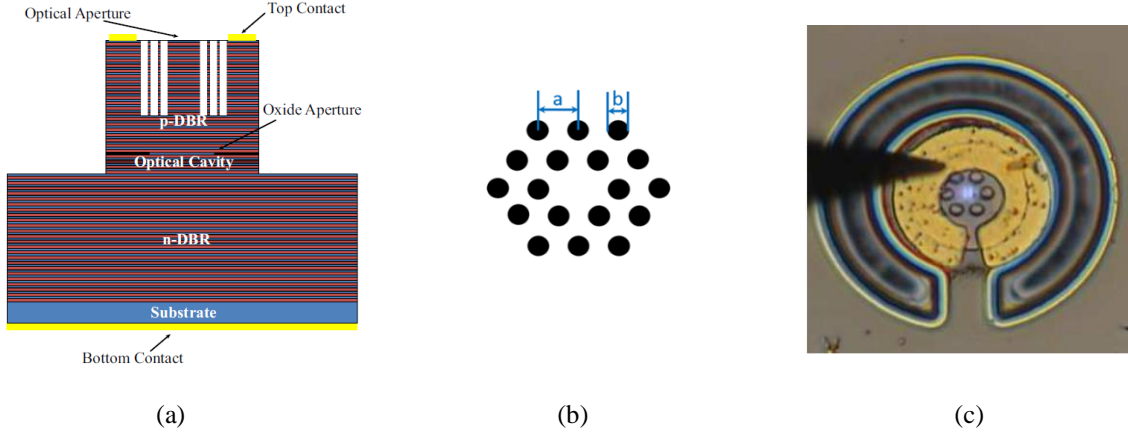 Optical Aperture
Top Contact
Oxide Aperture
p-DBR
Optical Cavity
n-DBR
Substrate
Bottom Contact
a
b
(a)
(b)
(c)